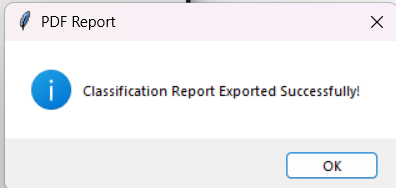 PDF Report
Classification Report Exported Successfully!
OK